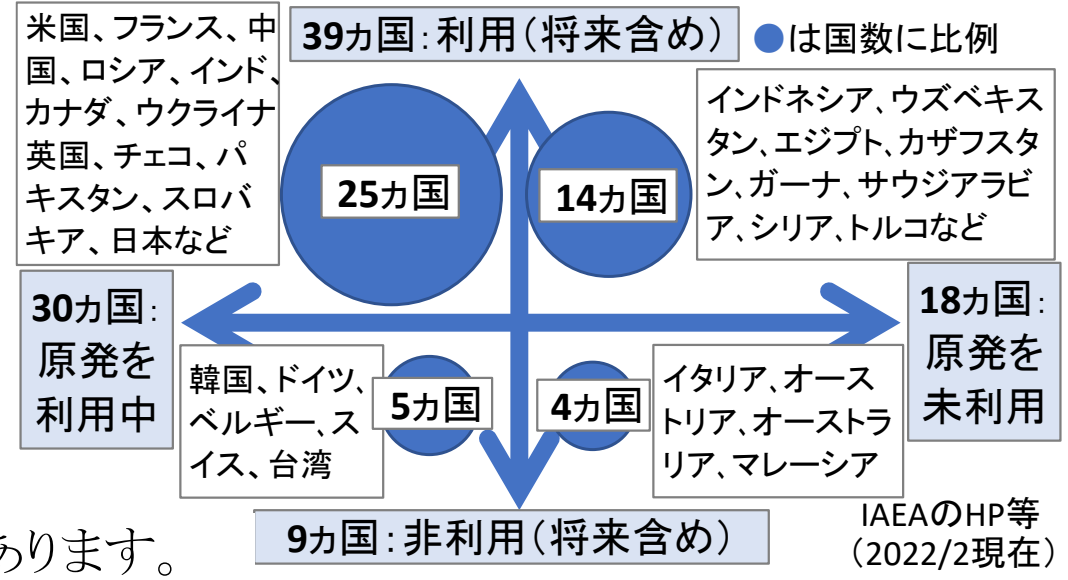 米国、フランス、中
国、ロシア、インド、
カナダ、ウクライナ
英国、チェコ、パ
キスタン、スロバ
キア、日本など
39カ国：利用（将来含め）
●は国数に比例
インドネシア、ウズベキス
タン、エジプト、カザフスタ
ン、ガーナ、サウジアラビ
ア、シリア、トルコなど
25カ国
14カ国
30カ国：
原発を
利用中
18カ国：
原発を
未利用
韓国、ドイツ、
ベルギー、ス
イス、台湾
5カ国
4カ国
イタリア、オース
トリア、オーストラ
リア、マレーシア
9カ国：非利用（将来含め）
IAEAのHP等
（2022/2現在）
あります。